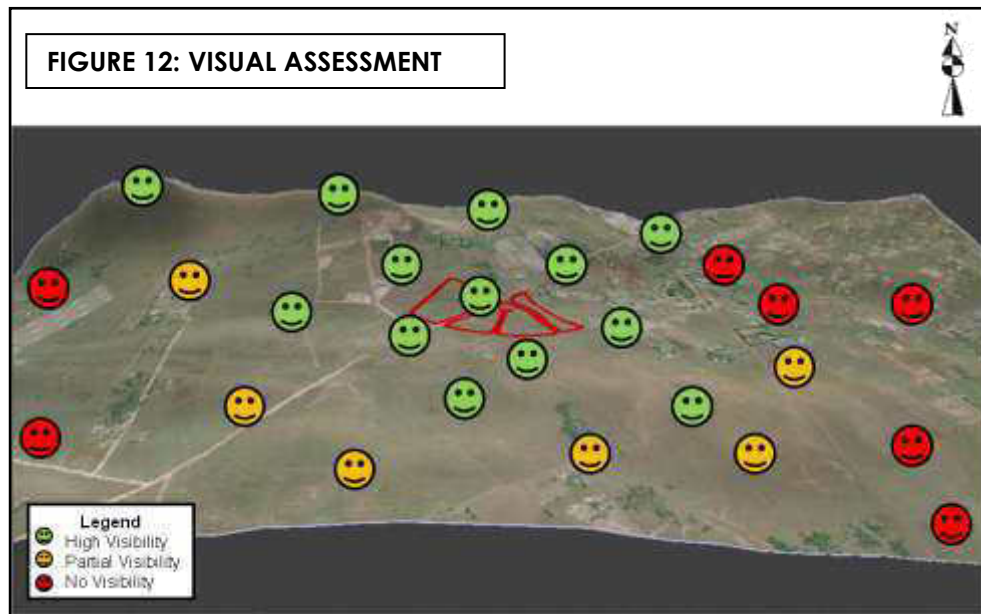 FIGURE 12: VISUAL ASSESSMENT
N
Legend
High Visibility
Partial Visibility
No Visibility